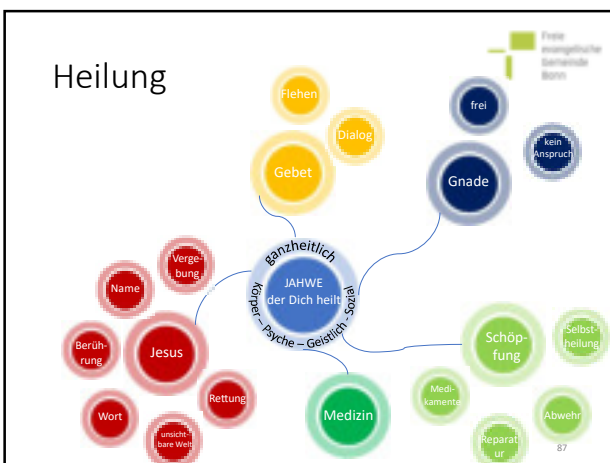 Heilung
Freie
evangelische
Gemeinde
Bonn
Flehen
Dialog
Gebet
frei
kein
Anspruch
Gnade
ganzheitlich
JAHWE
der Dich heilt
Körper – Psyche – Geistlich - Sozial
Verge-
bung
Name
Berüh-
rung
Jesus
Wort
Rettung
unsicht-
bare Welt
Medizin
Schöp-
fung
Selbst-
heilung
Medi-
kamente
Abwehr
Reparat
ur
87